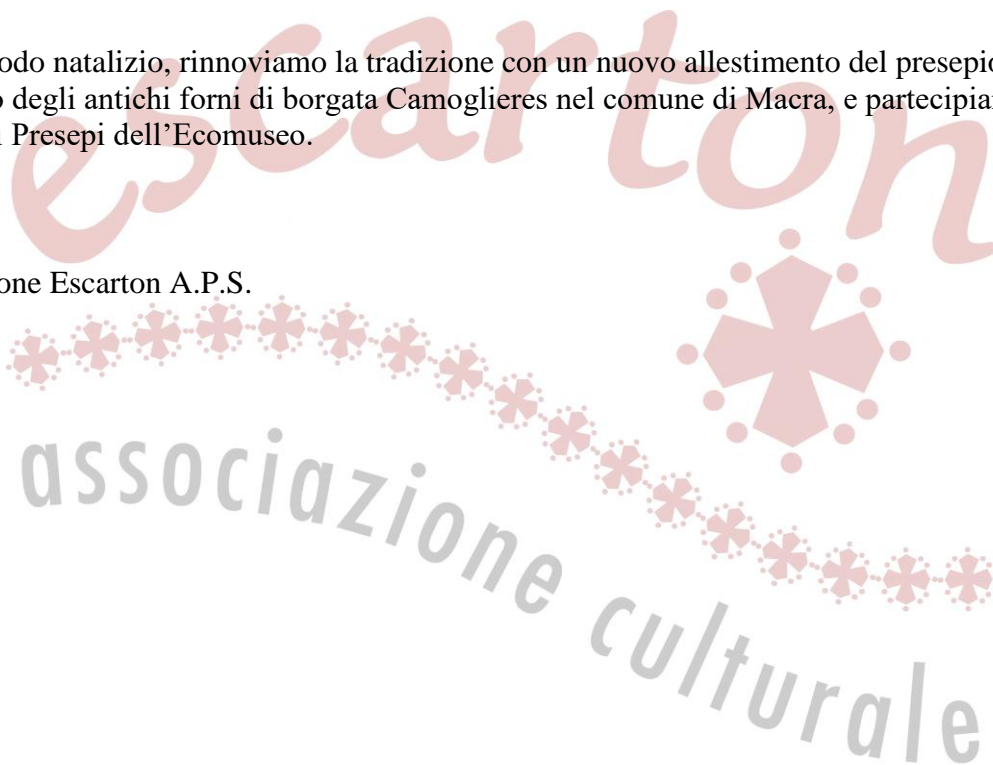 odo natalizio, rinnoviamo la tradizione con un nuovo allestimento del presepio
o degli antichi forni di borgata Camoglieres nel comune di Macra, e partecipia
i Presepi dell’Ecomuseo.
one Escarton A.P.S.
escarton
associazione culturale